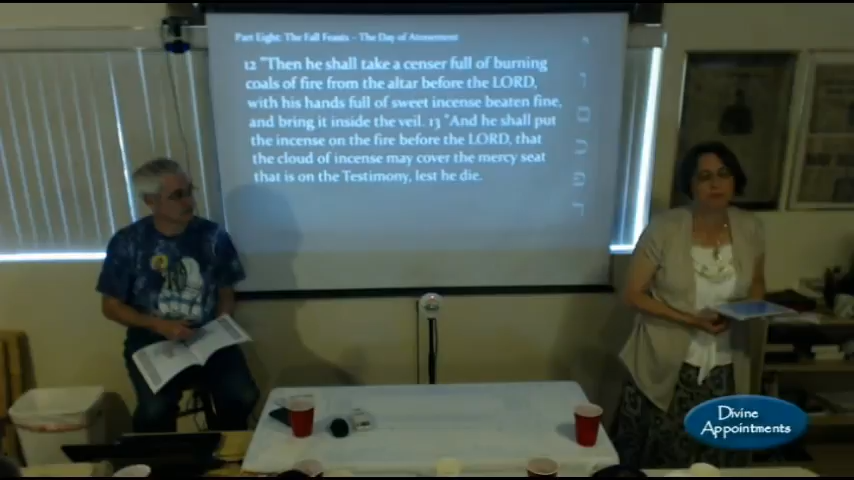 Part Eight: The Fall Feasts - The Day of Atonement
12 "Then he shall take a censer full of burning
coals of fire from the altar before the LORD,
with his hands full of sweet incense beaten fine,
and bring it inside the veil. 13 "And he shall put
the incense on the fire before the LORD, that
the cloud of incense may cover the mercy seat
that is on the Testimony, lest he die.
Divine
Appointments